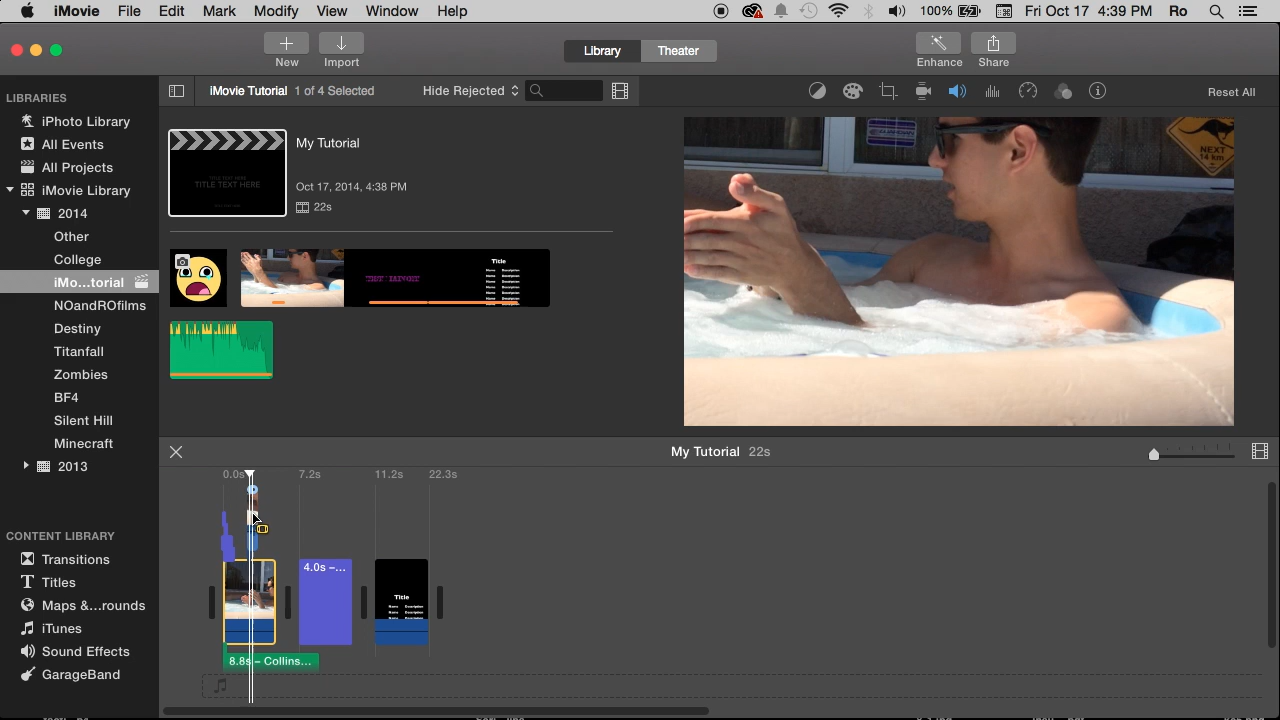 iMovie File Edit Mark Modify View Window Help 100% Fri Oct 17 4:39 PM Ro
New Import Library Theater Enhance Share
LIBRARIES
iPhoto Library
All Events
All Projects
iMovie Library
2014
Other
College
iMo...torial
NOandROfilms
Destiny
Titanfall
Zombies
BF4
Silent Hill
Minecraft
2013
CONTENT LIBRARY
Transitions
Titles
Maps &...rounds
iTunes
Sound Effects
GarageBand
iMovie Tutorial 1 of 4 Selected Hide Rejected Reset All
My Tutorial
TITLE TEXT HERE
Oct 17, 2014, 4:38 PM
22s
Title
NEXT
14 km
My Tutorial 22s
0.0s 7.2s 11.2s 22.3s
4.0s –...
Title
8.8s – Collins...